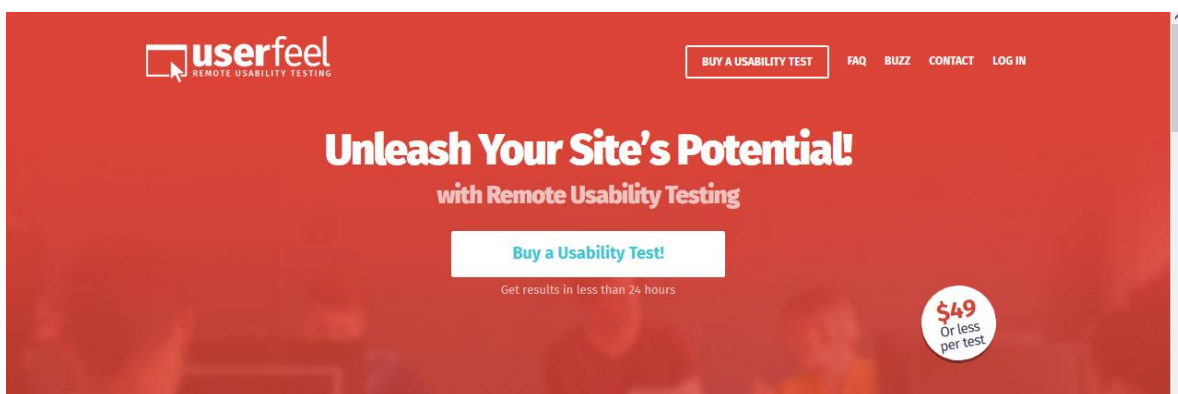 userfeel
REMOTE USABILITY TESTING
BUY A USABILITY TEST FAQ BUZZ CONTACT LOG IN
Unleash Your Site's Potential!
with Remote Usability Testing
Buy a Usability Test!
Get results in less than 24 hours
$49
Or less
per test